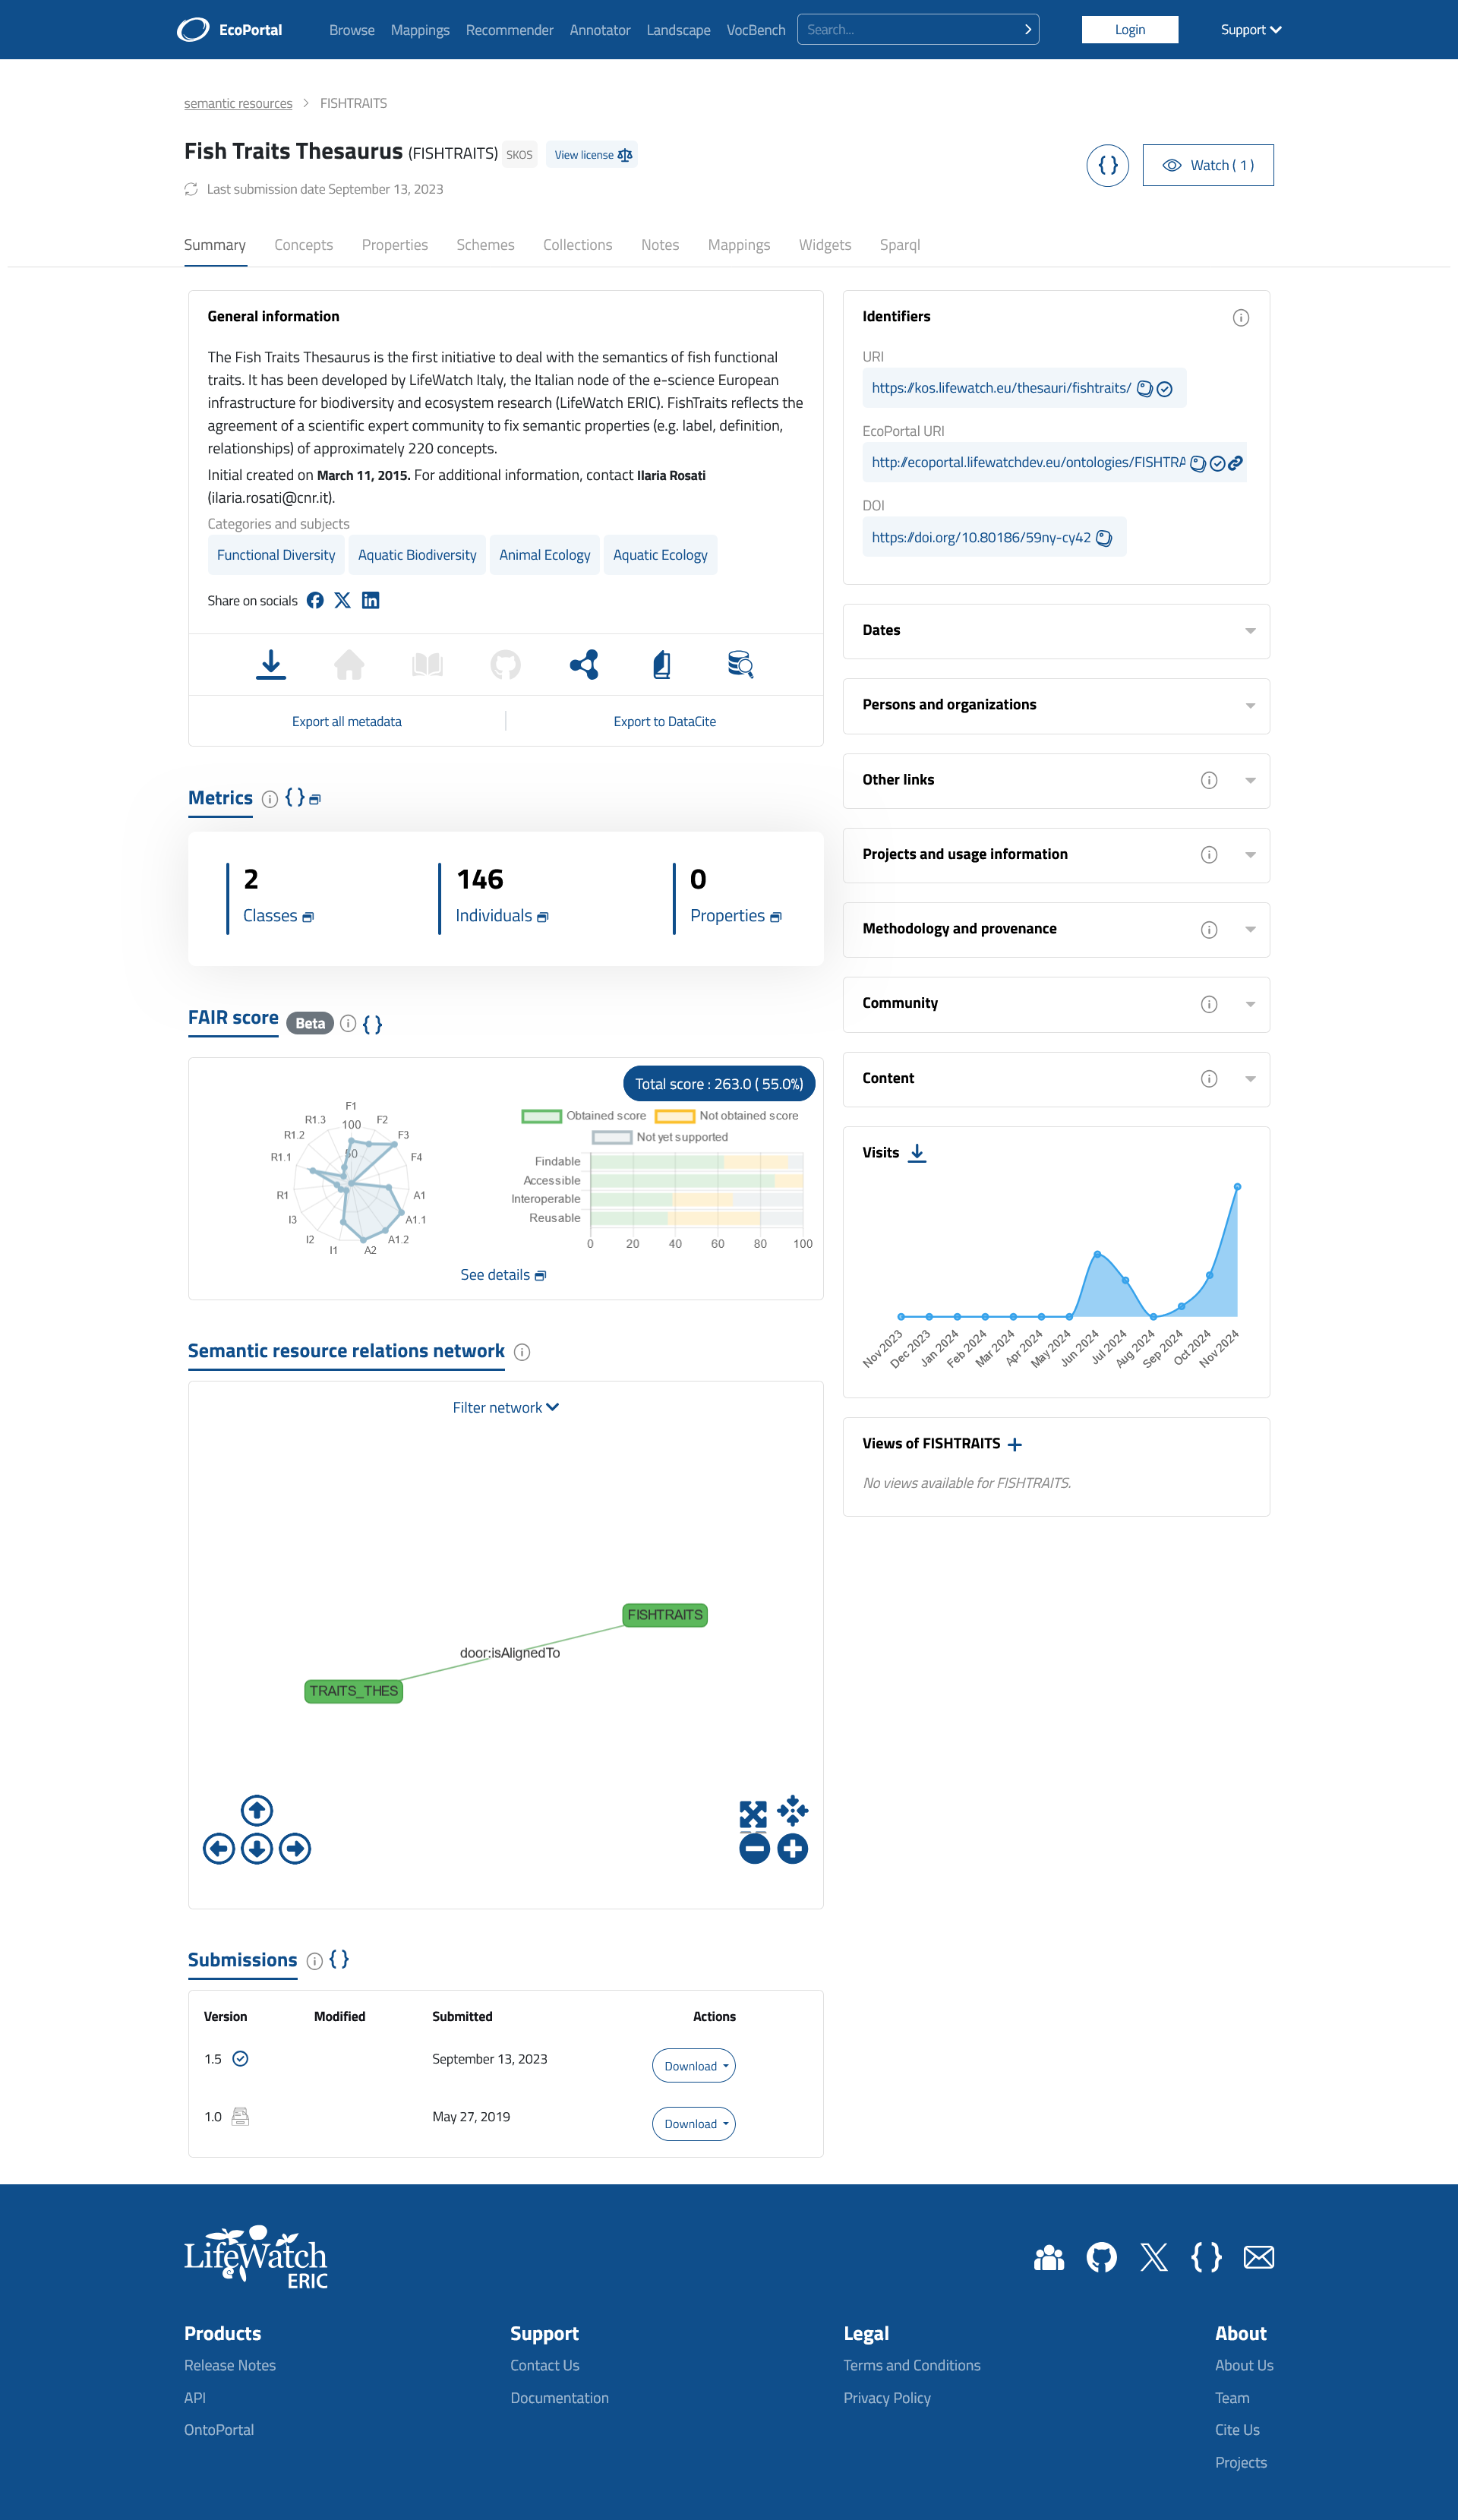 EcoPortal
Browse Mappings Recommender Annotator Landscape VocBench Search... Login Support
semantic resources > FISHTRAITS
Fish Traits Thesaurus (FISHTRAITS) SKOS View license
Last submission date September 13, 2023
{ } Watch ( 1 )
Summary Concepts Properties Schemes Collections Notes Mappings Widgets Sparql
General information
The Fish Traits Thesaurus is the first initiative to deal with the semantics of fish functional
traits. It has been developed by LifeWatch Italy, the Italian node of the e-science European
infrastructure for biodiversity and ecosystem research (LifeWatch ERIC). FishTraits reflects the
agreement of a scientific expert community to fix semantic properties (e.g. label, definition,
relationships) of approximately 220 concepts.
Initial created on March 11, 2015. For additional information, contact Ilaria Rosati
(ilaria.rosati@cnr.it).
Categories and subjects
Functional Diversity Aquatic Biodiversity Animal Ecology Aquatic Ecology
Share on socials
Export all metadata Export to DataCite
Metrics { }
2 146 0
Classes Individuals Properties
FAIR score Beta { }
Total score : 263.0 ( 55.0%)
F1
F2
F3
F4
A1
A1.1
A1.2
A2
I1
I2
I3
R1
R1.1
R1.2
R1.3
100
50
Obtained score Not obtained score
Not yet supported
Findable
Accessible
Interoperable
Reusable
0 20 40 60 80 100
See details
Semantic resource relations network
Filter network
FISHTRAITS
door:isAlignedTo
TRAITS_THES
Submissions { }
Version Modified Submitted Actions
1.5 September 13, 2023 Download
1.0 May 27, 2019 Download
Identifiers
URI
https://kos.lifewatch.eu/thesauri/fishtraits/
EcoPortal URI
http://ecoportal.lifewatchdev.eu/ontologies/FISHTRA
DOI
https://doi.org/10.80186/59ny-cy42
Dates
Persons and organizations
Other links
Projects and usage information
Methodology and provenance
Community
Content
Visits
Nov 2023 Dec 2023 Jan 2024 Feb 2024 Mar 2024 Apr 2024 May 2024 Jun 2024 Jul 2024 Aug 2024 Sep 2024 Oct 2024 Nov 2024
Views of FISHTRAITS
No views available for FISHTRAITS.
LifeWatch
ERIC
{ }
Products
Release Notes
API
OntoPortal
Support
Contact Us
Documentation
Legal
Terms and Conditions
Privacy Policy
About
About Us
Team
Cite Us
Projects